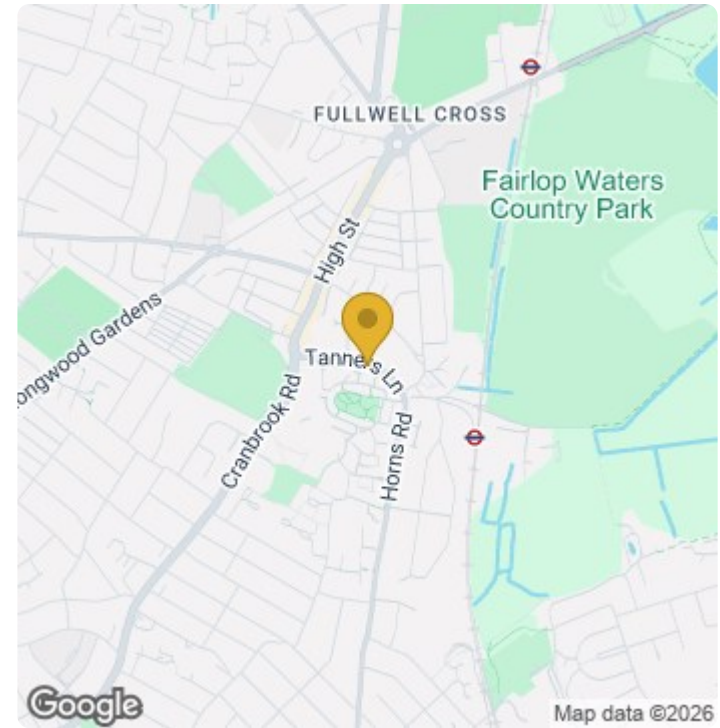 FULLWELL CROSS
Fairlop Waters
Country Park
High St
ongwood Gardens
Tanners Ln
Cranbrook Rd
Horns Rd
Google
Map data ©2026